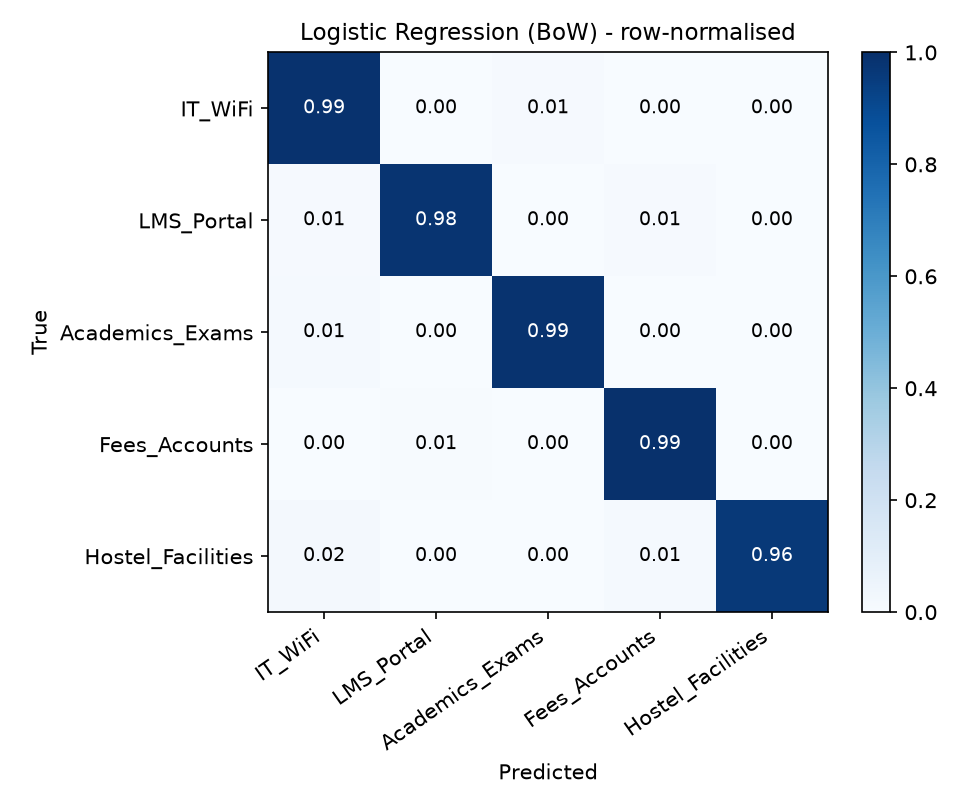 Logistic Regression (BoW) - row-normalised
IT_WiFi 0.99 0.00 0.01 0.00 0.00
LMS_Portal 0.01 0.98 0.00 0.01 0.00
Academics_Exams 0.01 0.00 0.99 0.00 0.00
Fees_Accounts 0.00 0.01 0.00 0.99 0.00
Hostel_Facilities 0.02 0.00 0.00 0.01 0.96
True
IT_WiFi LMS_Portal Academics_Exams Fees_Accounts Hostel_Facilities
Predicted
1.0
0.8
0.6
0.4
0.2
0.0